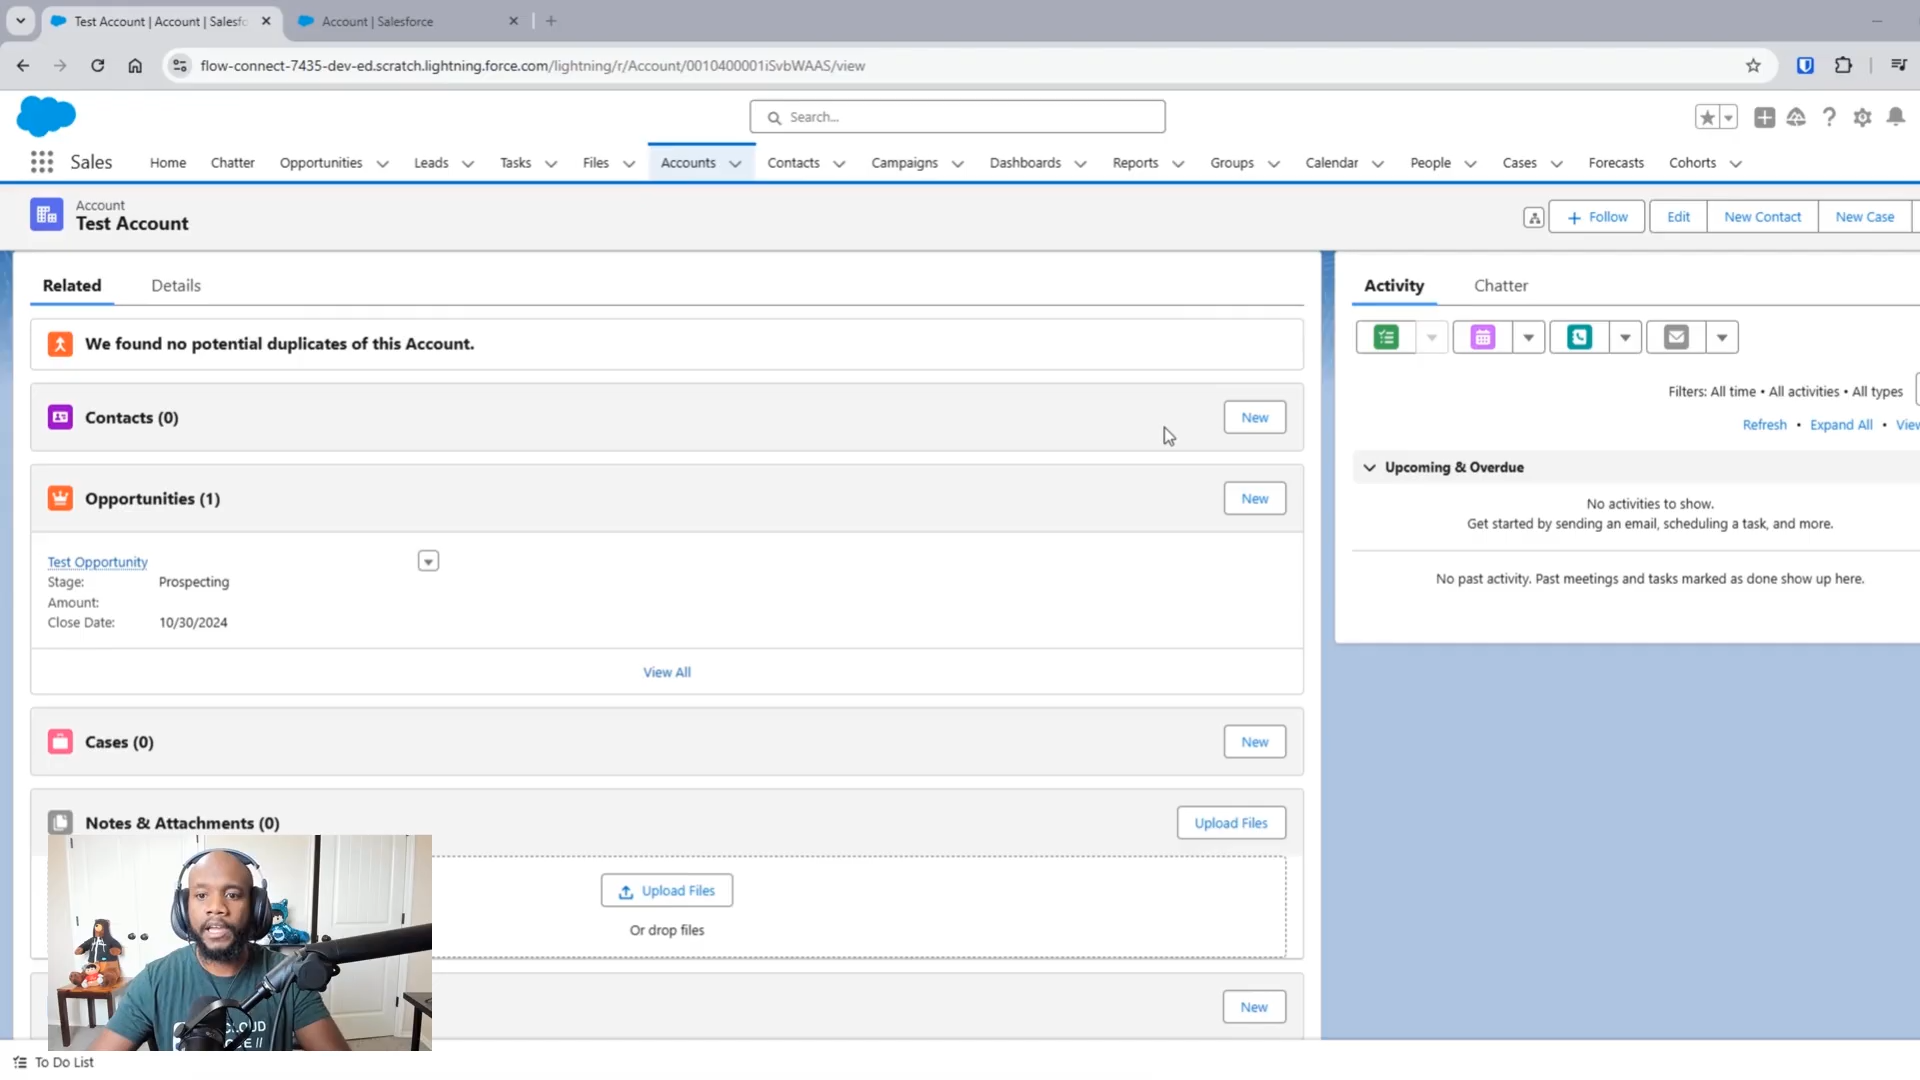 Test Account | Account | Salesfo
Account | Salesforce
flow-connect-7435-dev-ed.scratch.lightning.force.com/lightning/r/Account/0010400001iSvbWAAS/view
Search...
Sales
Home
Chatter
Opportunities
Leads
Tasks
Files
Accounts
Contacts
Campaigns
Dashboards
Reports
Groups
Calendar
People
Cases
Forecasts
Cohorts
Account
Test Account
+ Follow
Edit
New Contact
New Case
Related
Details
We found no potential duplicates of this Account.
Contacts (0)
New
Opportunities (1)
New
Test Opportunity
Stage: Prospecting
Amount:
Close Date: 10/30/2024
View All
Cases (0)
New
Notes & Attachments (0)
Upload Files
Upload Files
Or drop files
New
Activity
Chatter
Filters: All time • All activities • All types
Refresh • Expand All • View
Upcoming & Overdue
No activities to show.
Get started by sending an email, scheduling a task, and more.
No past activity. Past meetings and tasks marked as done show up here.
To Do List